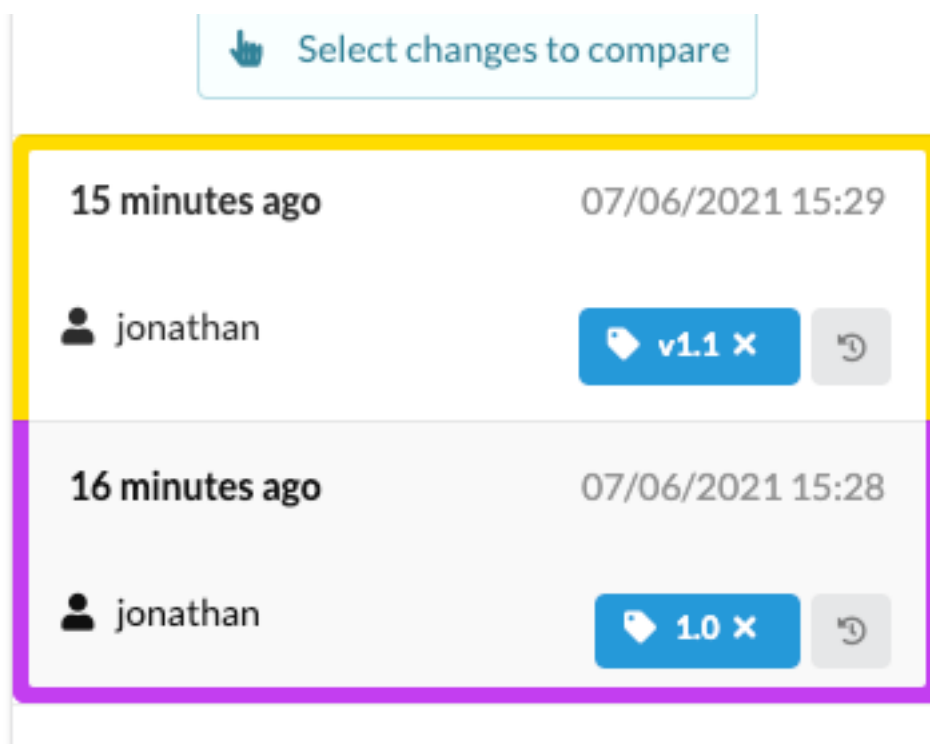 Select changes to compare
15 minutes ago 07/06/2021 15:29
jonathan v1.1
16 minutes ago 07/06/2021 15:28
jonathan 1.0